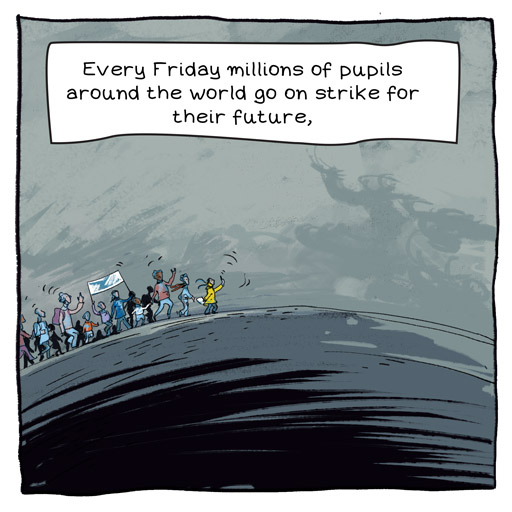 Every Friday millions of pupils
around the world go on strike for
their future,